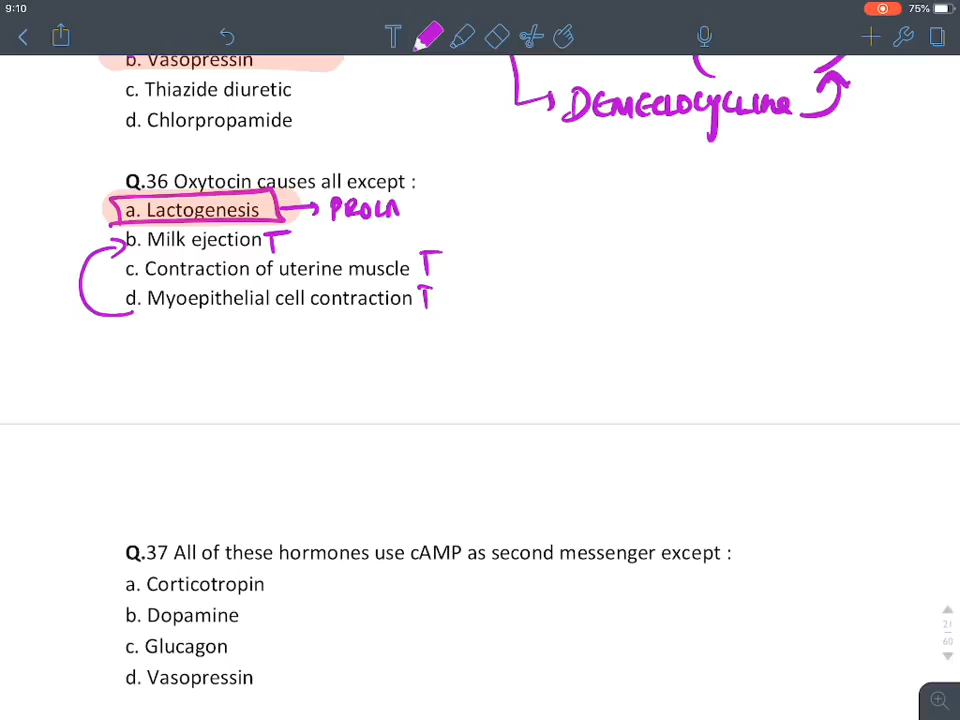 9:10
75%
T
b. Vasopressin
c. Thiazide diuretic
DEMECLOCYCLINE
d. Chlorpropamide
Q.36 Oxytocin causes all except :
a. Lactogenesis → PROLA
b. Milk ejection T
c. Contraction of uterine muscle T
d. Myoepithelial cell contraction T
Q.37 All of these hormones use cAMP as second messenger except :
a. Corticotropin
b. Dopamine
c. Glucagon
d. Vasopressin
21
60